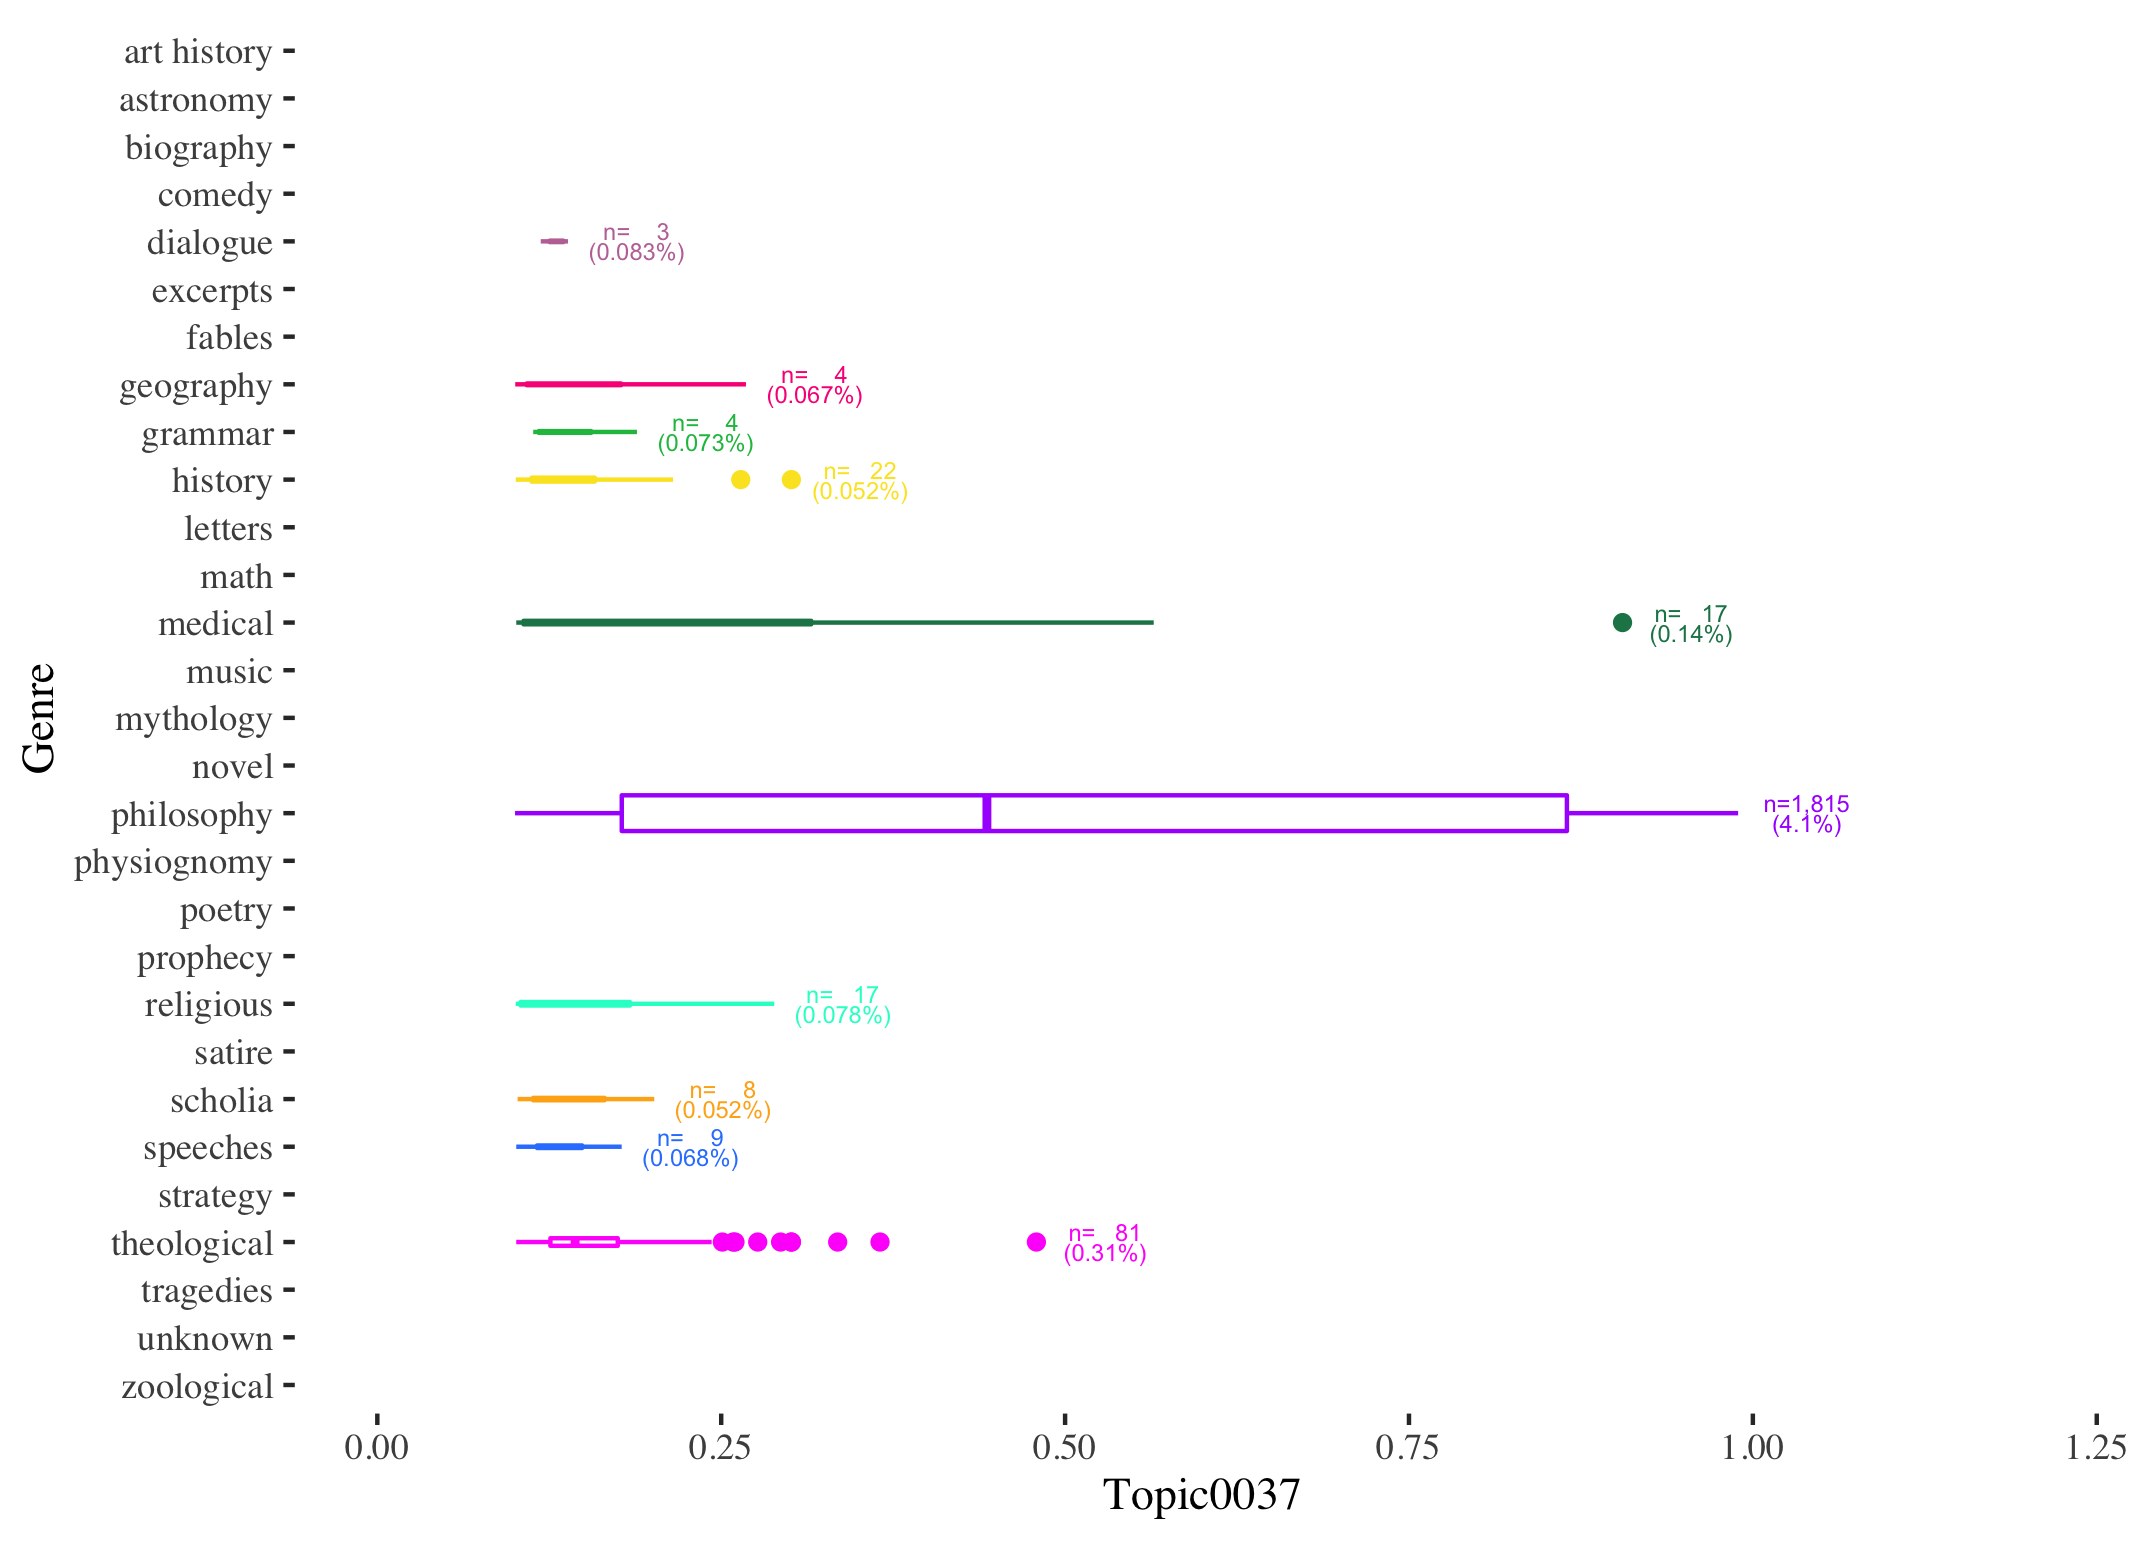 art history
astronomy
biography
comedy
dialogue
n= 3
(0.083%)
excerpts
fables
geography
n= 4
(0.067%)
grammar
n= 4
(0.073%)
history
n= 22
(0.052%)
letters
math
medical
n= 17
(0.14%)
music
mythology
novel
philosophy
n=1,815
(4.1%)
physiognomy
poetry
prophecy
religious
n= 17
(0.078%)
satire
scholia
n= 8
(0.052%)
speeches
n= 9
(0.068%)
strategy
theological
n= 81
(0.31%)
tragedies
unknown
zoological
Genre
0.00 0.25 0.50 0.75 1.00 1.25
Topic0037